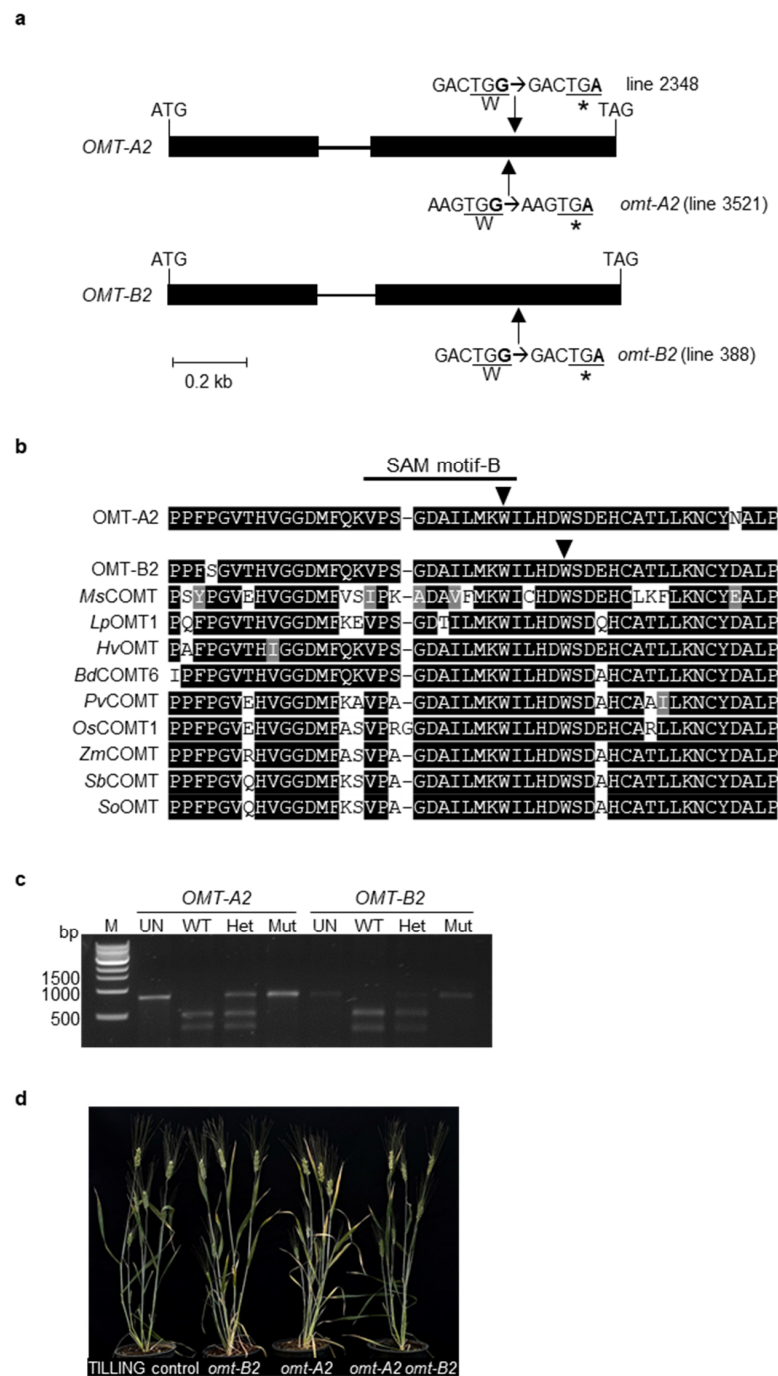 a
GACTGG→GACTGA line 2348
W *
ATG TAG
OMT-A2
AAGTGG→AAGTGA omt-A2 (line 3521)
W *
ATG TAG
OMT-B2
GACTGG→GACTGA omt-B2 (line 388)
W *
0.2 kb
b
SAM motif-B
OMT-A2 PPFPGVTHVGGDMFQKVPS-GDAILMKWILHDWSDEHCATLLKNCYNALP
OMT-B2 PPFSGVTHVGGDMFQKVPS-GDAILMKWILHDWSDEHCATLLKNCYDALP
MsCOMT PSYPGVEHVGGDMFVSIPK-ADAVFMKWICHDWSDEHCLKFLKNCYEALP
LpOMT1 PQFPGVTHVGGDMFKEVPS-GDTILMKWILHDWSDQHCATLLKNCYDALP
HvOMT PAFPGVTHIGGDMFQKVPS-GDAILMKWILHDWSDEHCATLLKNCYDALP
BdCOMT6 IPFPGVTHVGGDMFQKVPS-GDAILMKWILHDWSDAHCATLLKNCYDALP
PvCOMT PPFPGVEHVGGDMFKAVPA-GDAILMKWILHDWSDAHCAAILKNCYDALP
OsCOMT1 PPFPGVEHVGGDMFASVPRGGDAILMKWILHDWSDEHCARLLKNCYDALP
ZmCOMT PPFPGVRHVGGDMFASVPA-GDAILMKWILHDWSDAHCATLLKNCYDALP
SbCOMT PPFPGVQHVGGDMFKSVPA-GDAILMKWILHDWSDAHCATLLKNCYDALP
SoOMT PPFPGVQHVGGDMFKSVPA-GDAILMKWILHDWSDAHCATLLKNCYDALP
c
OMT-A2 OMT-B2
M UN WT Het Mut UN WT Het Mut
bp
1500
1000
500
d
TILLING control omt-B2 omt-A2 omt-A2 omt-B2